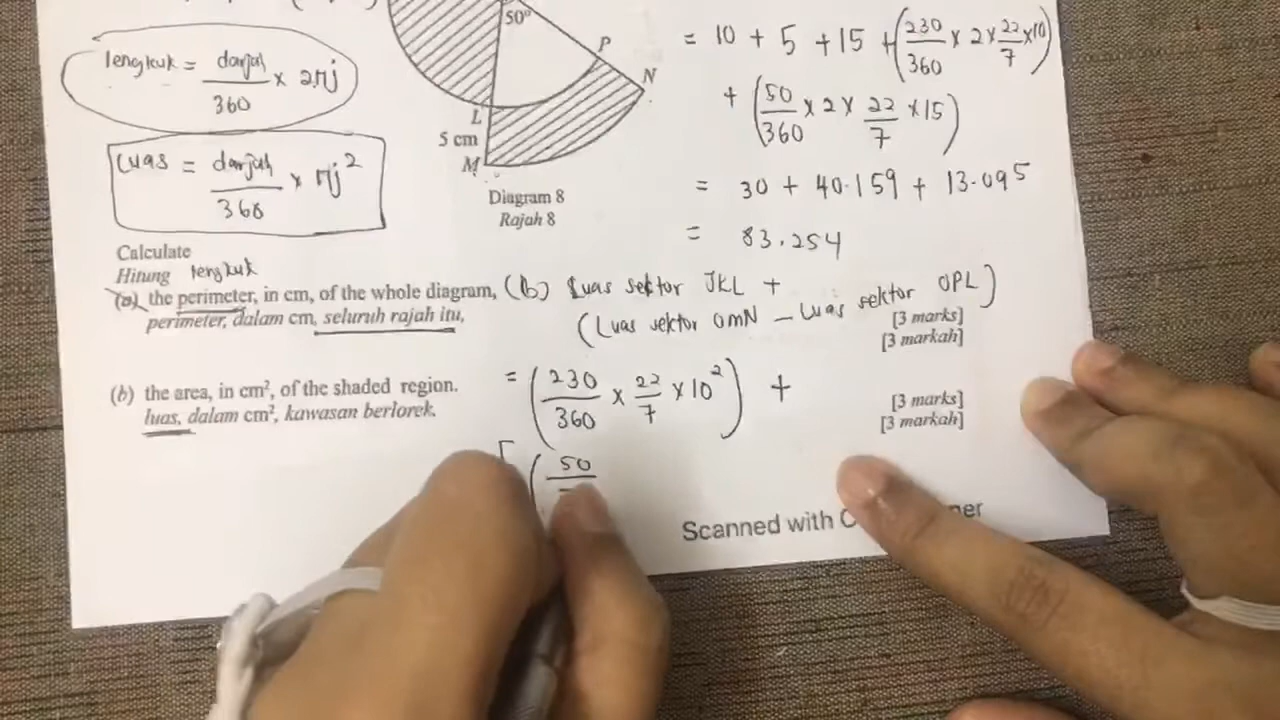 lengkuk = darjah/360 × 2πj
Luas = darjah/360 × πj²
50°
P
N
L
5 cm
M
Diagram 8
Rajah 8
= 10 + 5 + 15 + (230/360 × 2 × 22/7 × 10)
+ (50/360 × 2 × 22/7 × 15)
= 30 + 40.159 + 13.095
= 83.254
Calculate
Hitung lengkuk
(a) the perimeter, in cm, of the whole diagram,
perimeter, dalam cm, seluruh rajah itu,
[3 marks]
[3 markah]
(b) Luas sektor JKL +
(Luas sektor OMN – Luas sektor OPL)
(b) the area, in cm², of the shaded region.
luas, dalam cm², kawasan berlorek.
[3 marks]
[3 markah]
= (230/360 × 22/7 × 10²) +
[(50
Scanned with